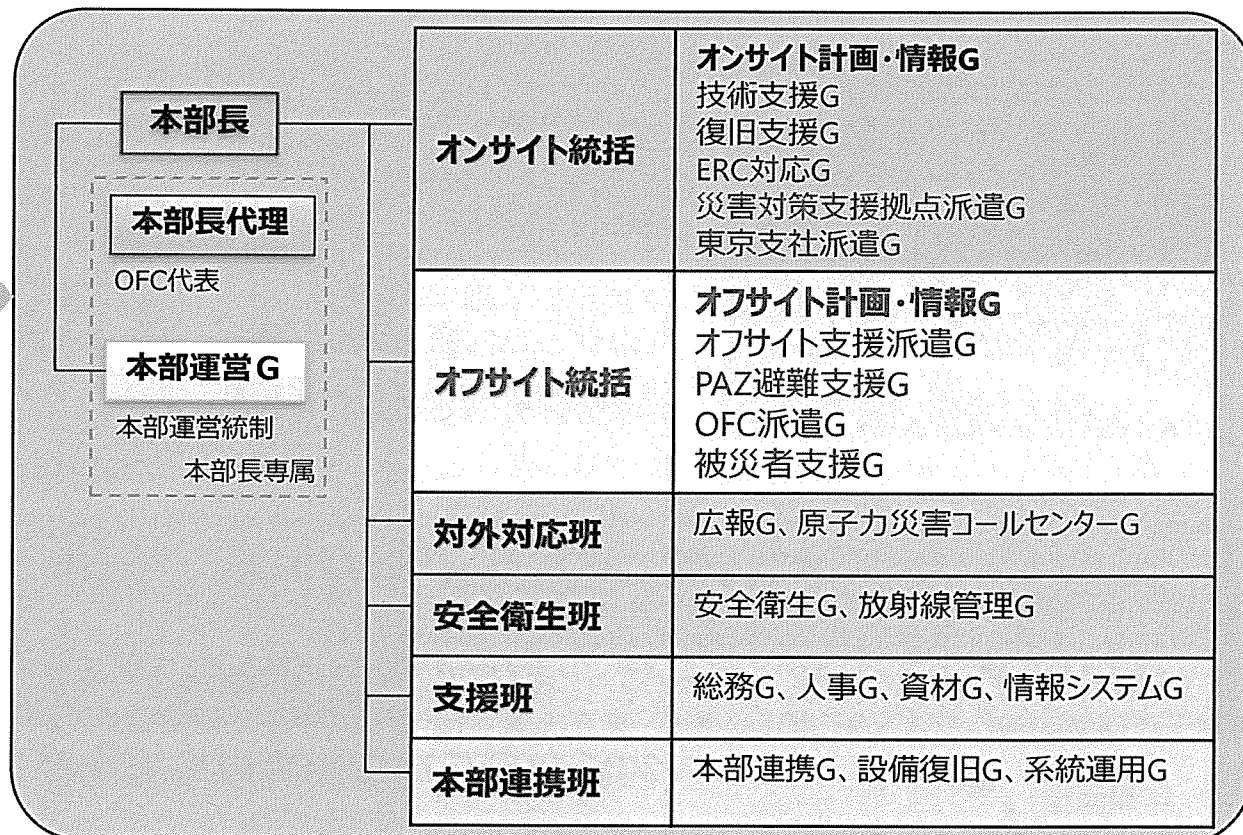 本部長
本部長代理
OFC代表
本部運営G
本部運営統制
本部長専属
オンサイト統括
オンサイト計画・情報G
技術支援G
復旧支援G
ERC対応G
災害対策支援拠点派遣G
東京支社派遣G
オフサイト統括
オフサイト計画・情報G
オフサイト支援派遣G
PAZ避難支援G
OFC派遣G
被災者支援G
対外対応班
広報G、原子力災害コールセンターG
安全衛生班
安全衛生G、放射線管理G
支援班
総務G、人事G、資材G、情報システムG
本部連携班
本部連携G、設備復旧G、系統運用G